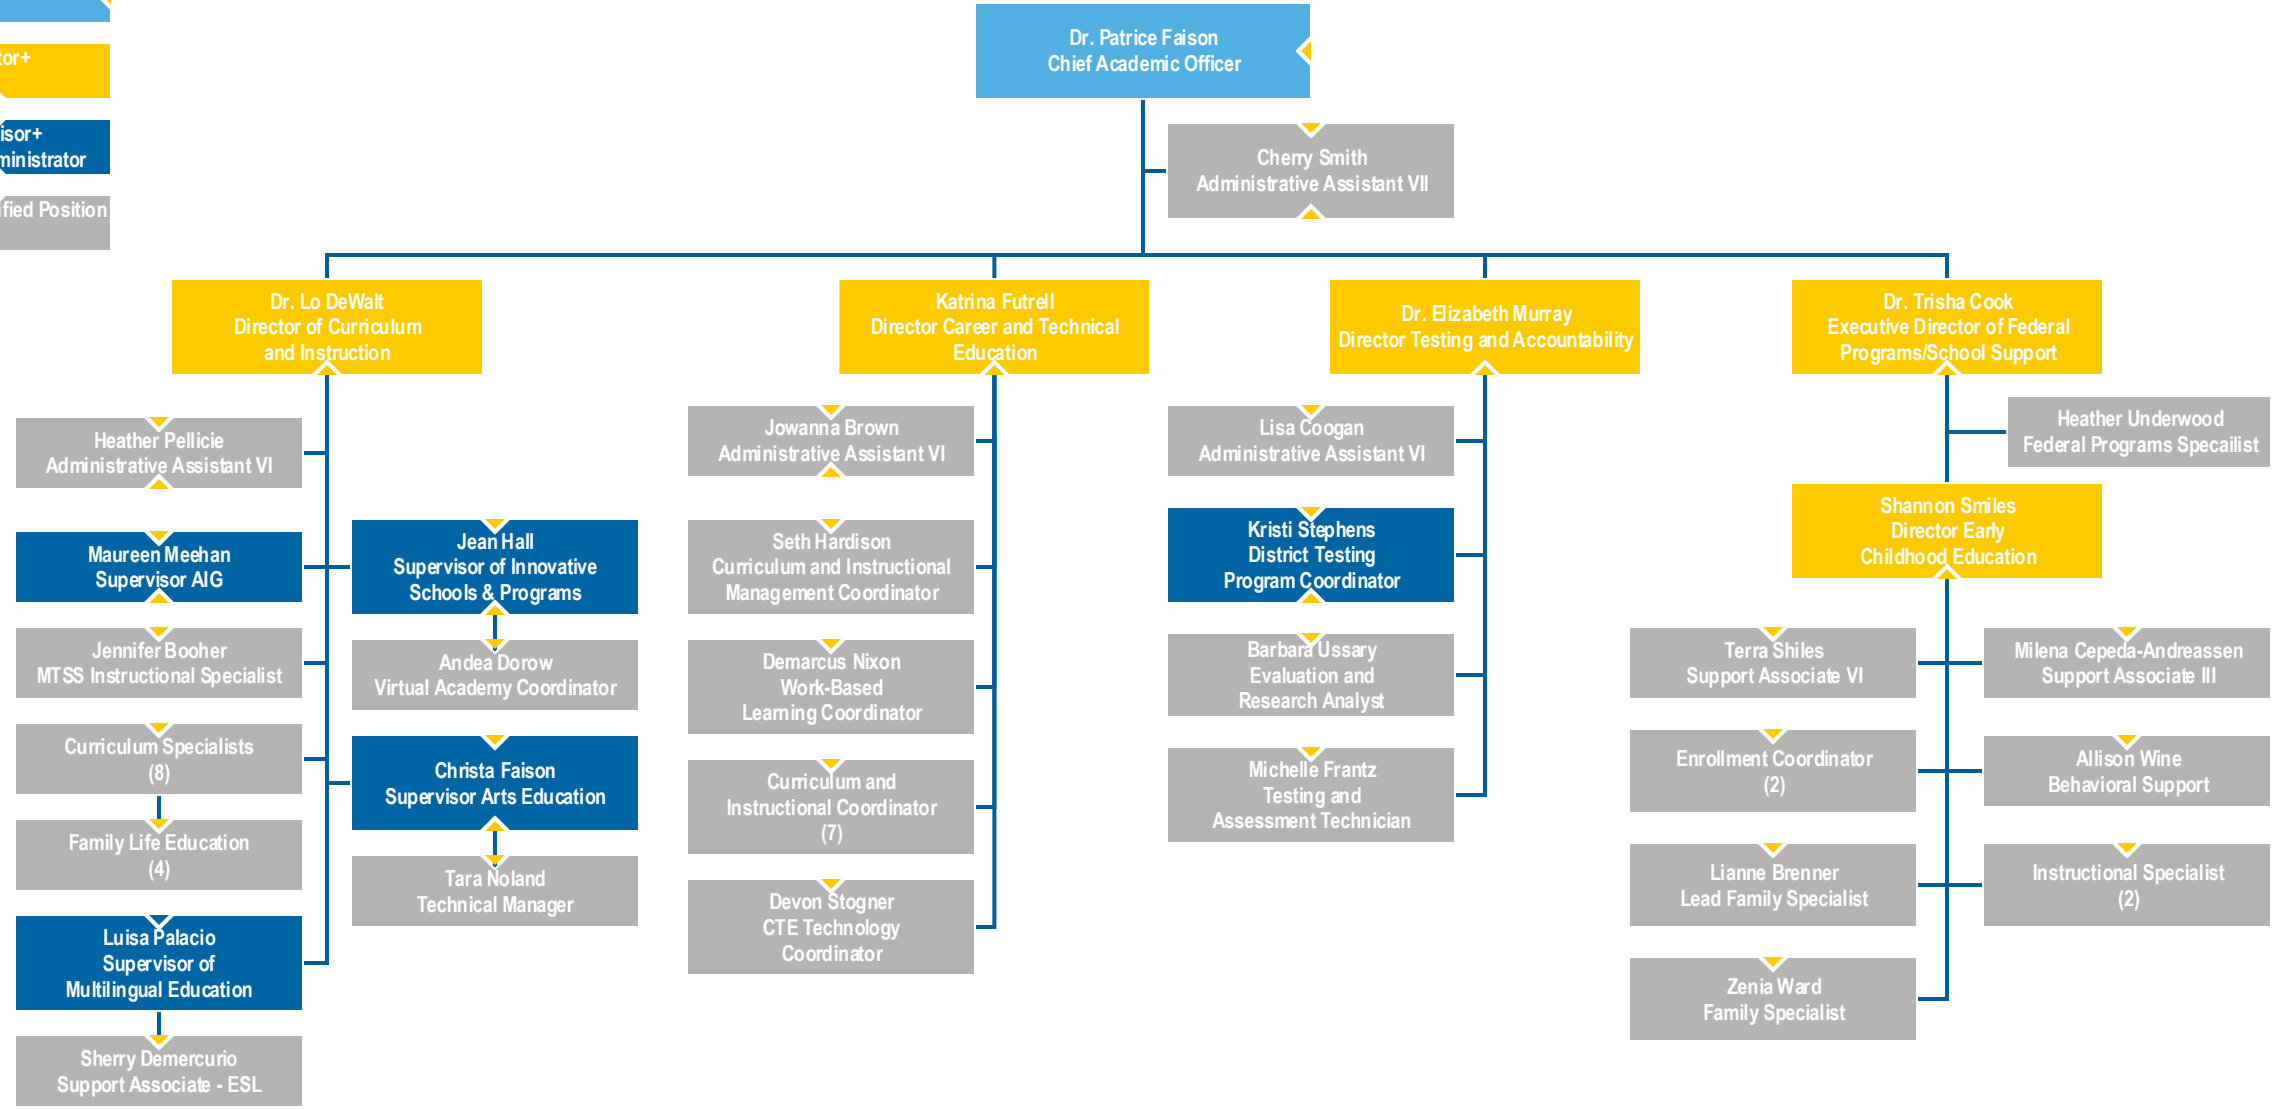 tor+
isor+
ministrator
ified Position
Dr. Patrice Faison
Chief Academic Officer
Cherry Smith
Administrative Assistant VII
Dr. Lo DeWalt
Director of Curriculum
and Instruction
Heather Pellicie
Administrative Assistant VI
Maureen Meehan
Supervisor AIG
Jennifer Booher
MTSS Instructional Specialist
Curriculum Specialists
(8)
Family Life Education
(4)
Luisa Palacio
Supervisor of
Multilingual Education
Sherry Demercurio
Support Associate - ESL
Jean Hall
Supervisor of Innovative
Schools & Programs
Andea Dorow
Virtual Academy Coordinator
Christa Faison
Supervisor Arts Education
Tara Noland
Technical Manager
Katrina Futrell
Director Career and Technical
Education
Jowanna Brown
Administrative Assistant VI
Seth Hardison
Curriculum and Instructional
Management Coordinator
Demarcus Nixon
Work-Based
Learning Coordinator
Curriculum and
Instructional Coordinator
(7)
Devon Stogner
CTE Technology
Coordinator
Dr. Elizabeth Murray
Director Testing and Accountability
Lisa Coogan
Administrative Assistant VI
Kristi Stephens
District Testing
Program Coordinator
Barbara Ussary
Evaluation and
Research Analyst
Michelle Frantz
Testing and
Assessment Technician
Dr. Trisha Cook
Executive Director of Federal
Programs/School Support
Heather Underwood
Federal Programs Specailist
Shannon Smiles
Director Early
Childhood Education
Terra Shiles
Support Associate VI
Enrollment Coordinator
(2)
Lianne Brenner
Lead Family Specialist
Zenia Ward
Family Specialist
Milena Cepeda-Andreassen
Support Associate III
Allison Wine
Behavioral Support
Instructional Specialist
(2)